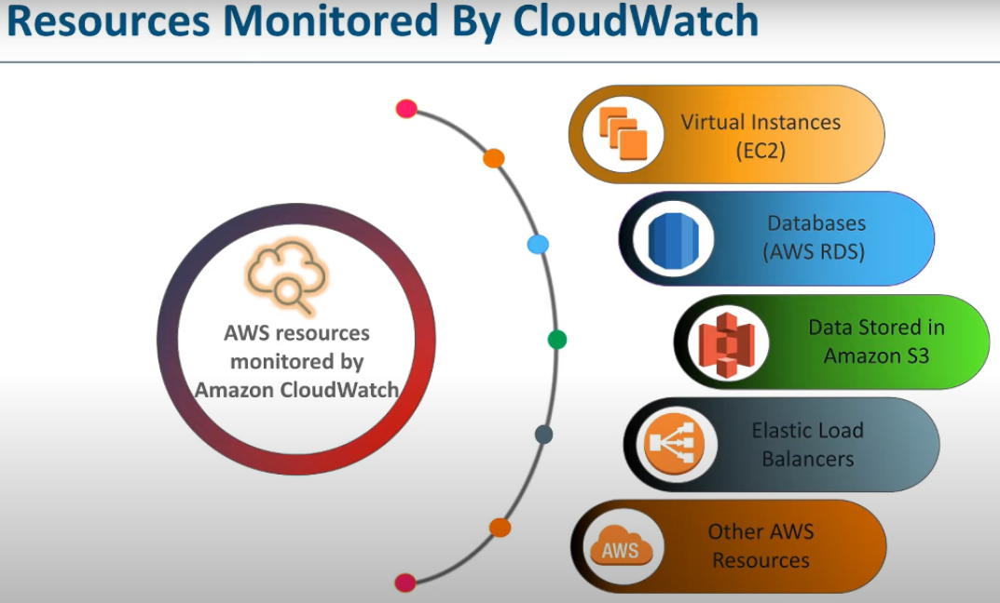 Resources Monitored By CloudWatch
AWS resources
monitored by
Amazon CloudWatch
Virtual Instances
(EC2)
Databases
(AWS RDS)
Data Stored in
Amazon S3
Elastic Load
Balancers
AWS
Other AWS
Resources